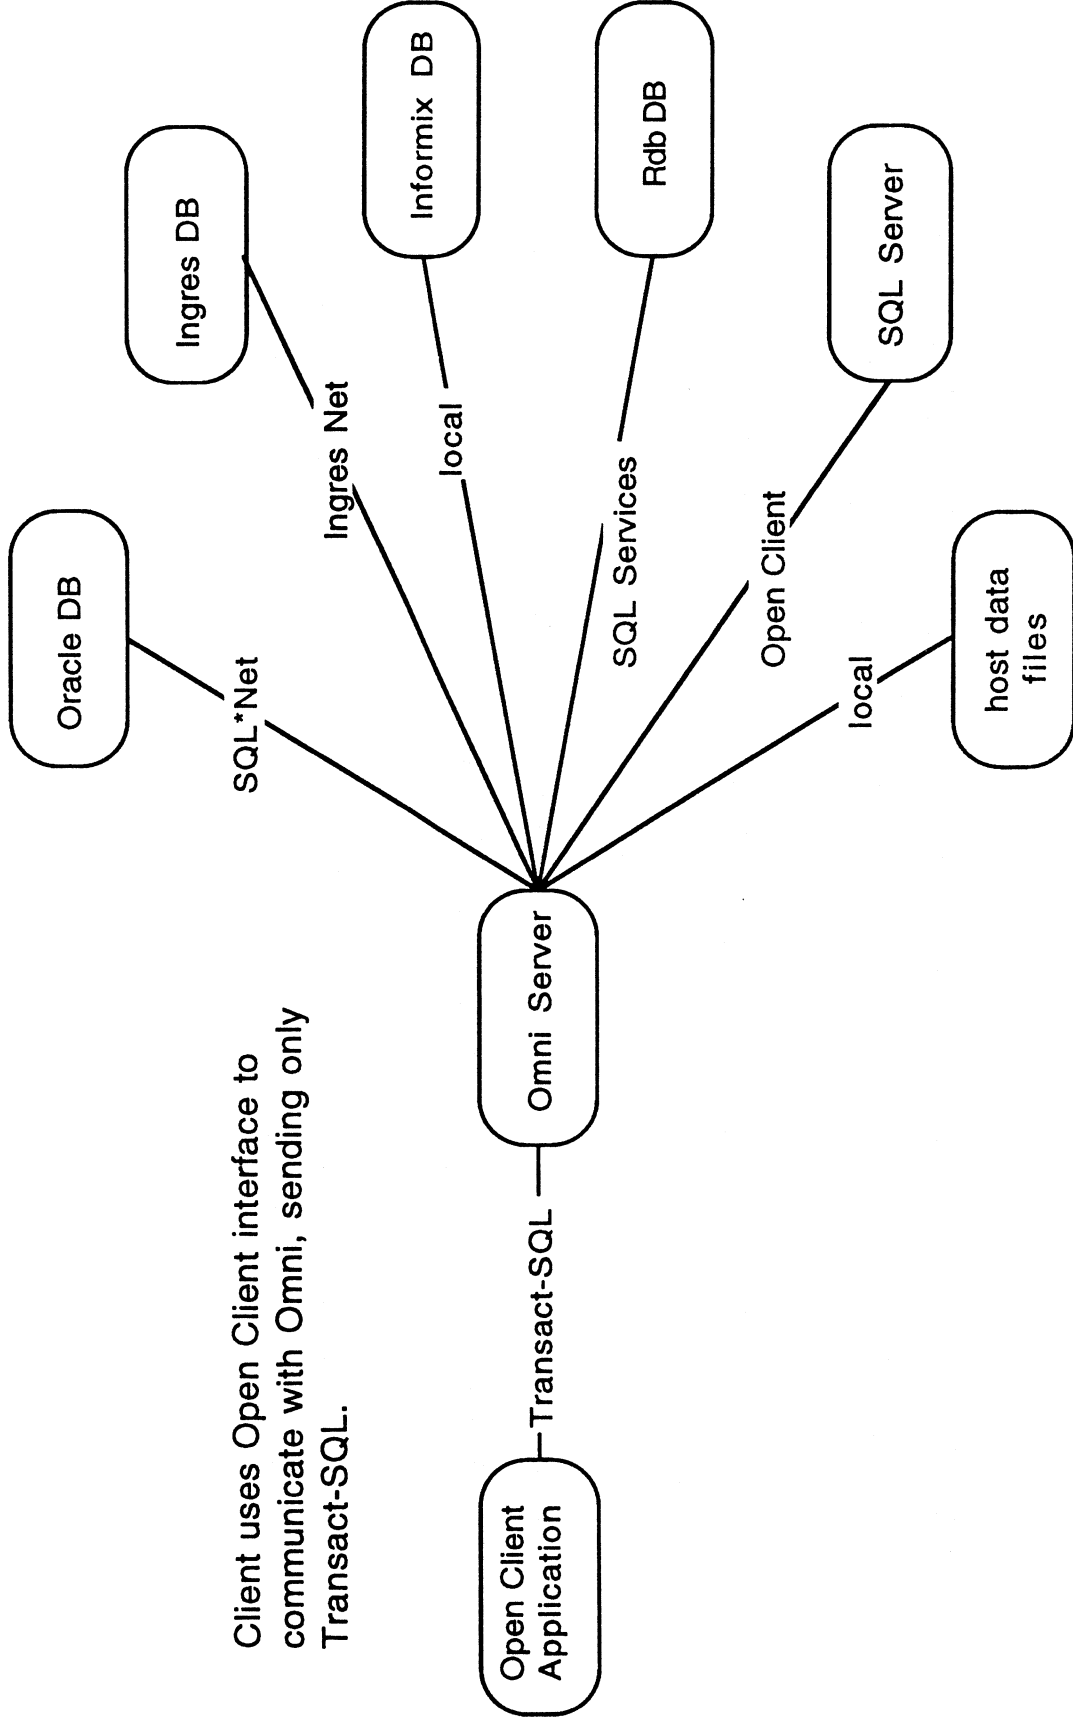 Client uses Open Client interface to
communicate with Omni, sending only
Transact-SQL.
Open Client
Application
Transact-SQL
Omni Server
SQL*Net
Oracle DB
Ingres Net
Ingres DB
local
Informix DB
SQL Services
Rdb DB
Open Client
SQL Server
local
host data
files